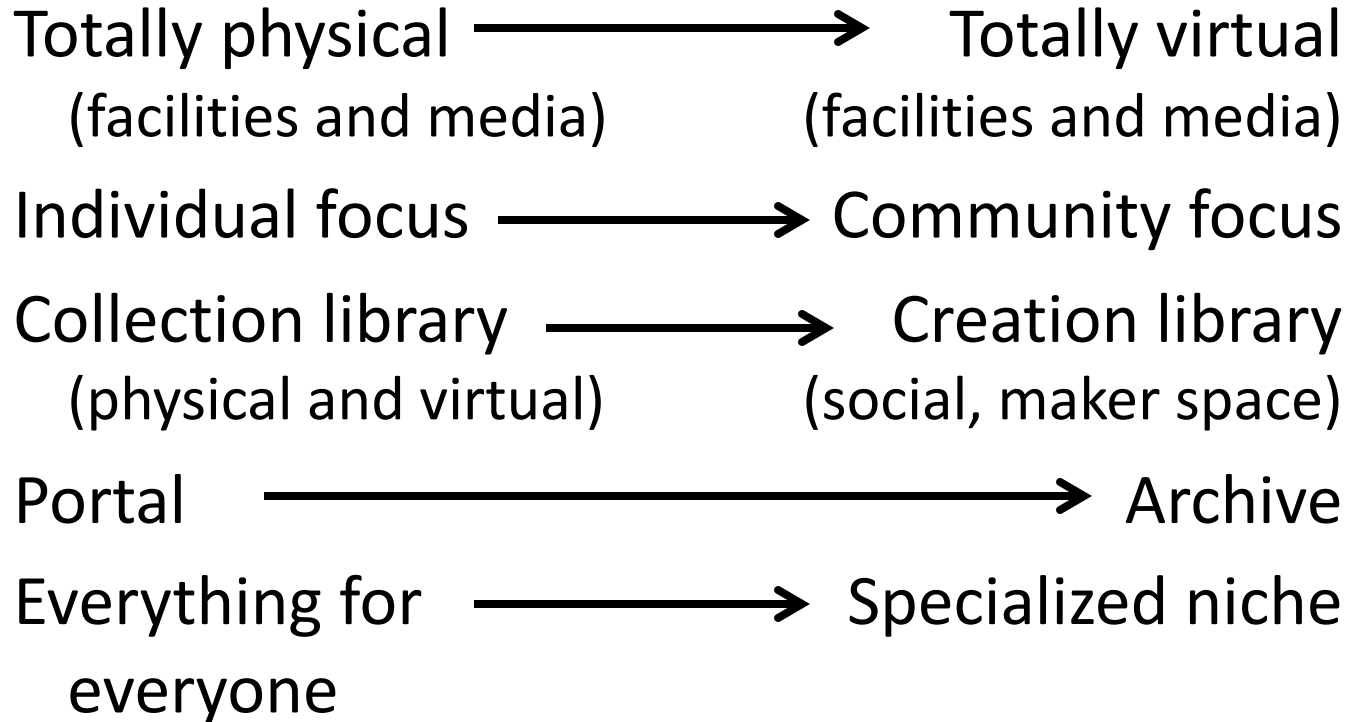 Totally physical Totally virtual
(facilities and media) (facilities and media)
Individual focus Community focus
Collection library Creation library
(physical and virtual) (social, maker space)
Portal Archive
Everything for Specialized niche
everyone